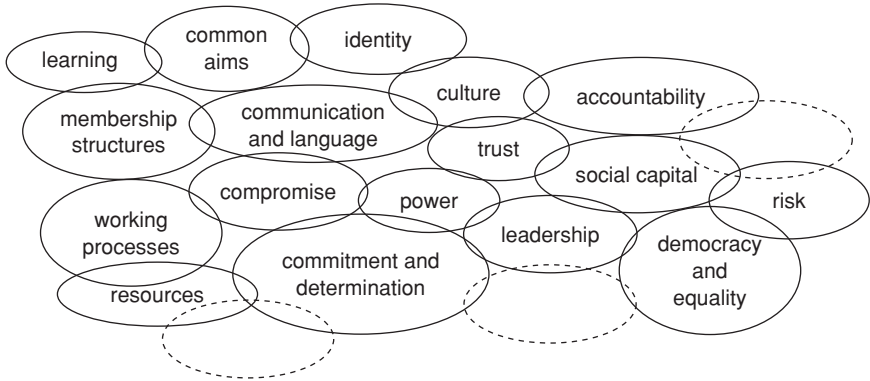 learning
common
aims
identity
culture
accountability
membership
structures
communication
and language
trust
social capital
compromise
power
risk
working
processes
leadership
democracy
and
equality
commitment and
determination
resources